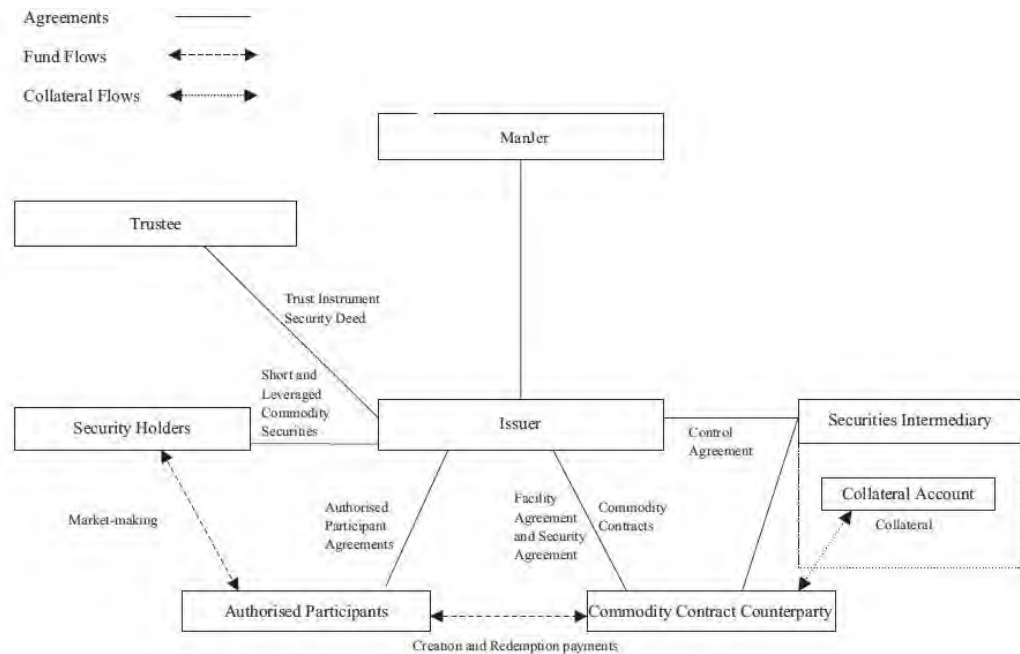 Agreements
Fund Flows
Collateral Flows
ManJer
Trustee
Trust Instrument
Security Deed
Short and
Leveraged
Commodity
Securities
Security Holders
Issuer
Control
Agreement
Securities Intermediary
Collateral Account
Collateral
Market-making
Authorised
Participant
Agreements
Facility
Agreement
and Security
Agreement
Commodity
Contracts
Authorised Participants
Commodity Contract Counterparty
Creation and Redemption payments